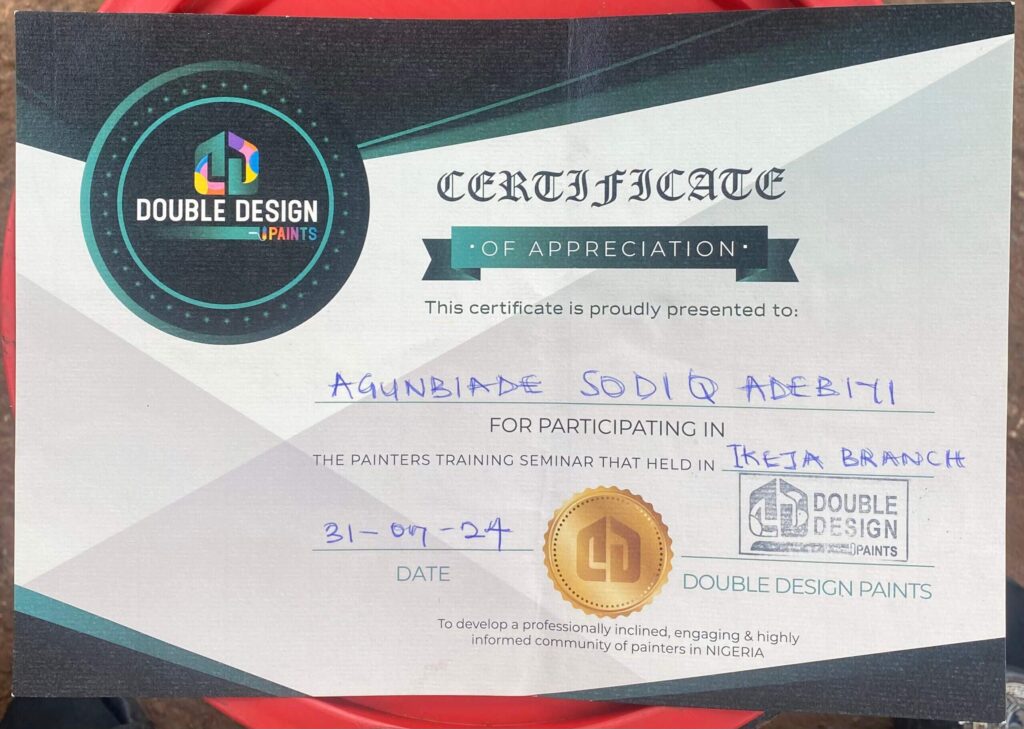 DOUBLE DESIGN
PAINTS
CERTIFICATE
OF APPRECIATION
This certificate is proudly presented to:
AGUNBIADE SODIQ ADEBIYI
FOR PARTICIPATING IN
THE PAINTERS TRAINING SEMINAR THAT HELD IN IKEJA BRANCH
31-07-24
DATE
DOUBLE
DESIGN
PAINTS
DOUBLE DESIGN PAINTS
To develop a professionally inclined, engaging & highly
informed community of painters in NIGERIA